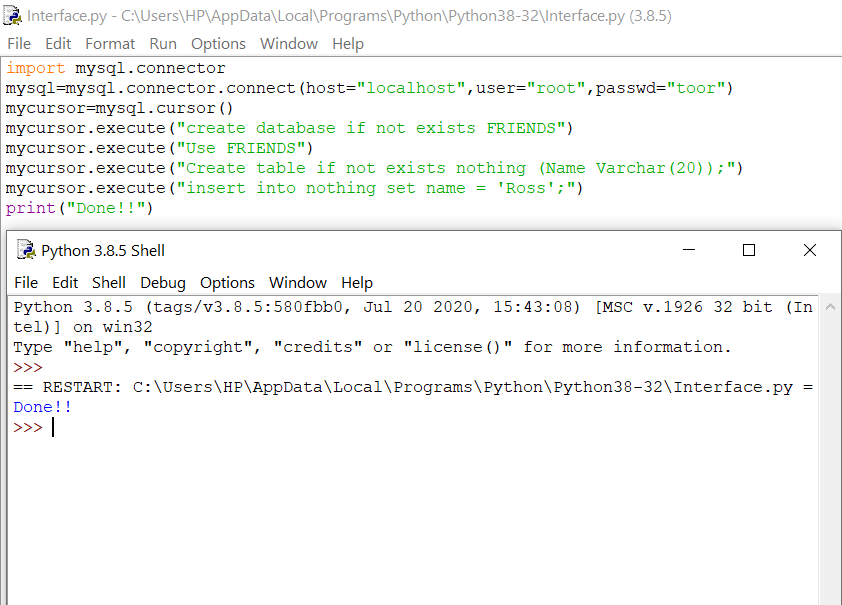 Interface.py - C:\Users\HP\AppData\Local\Programs\Python\Python38-32\Interface.py (3.8.5)
File Edit Format Run Options Window Help
import mysql.connector
mysql=mysql.connector.connect(host="localhost",user="root",passwd="toor")
mycursor=mysql.cursor()
mycursor.execute("create database if not exists FRIENDS")
mycursor.execute("Use FRIENDS")
mycursor.execute("Create table if not exists nothing (Name Varchar(20));")
mycursor.execute("insert into nothing set name = 'Ross';")
print("Done!!")
Python 3.8.5 Shell
File Edit Shell Debug Options Window Help
Python 3.8.5 (tags/v3.8.5:580fbb0, Jul 20 2020, 15:43:08) [MSC v.1926 32 bit (In
tel)] on win32
Type "help", "copyright", "credits" or "license()" for more information.
>>>
== RESTART: C:\Users\HP\AppData\Local\Programs\Python\Python38-32\Interface.py =
Done!!
>>>